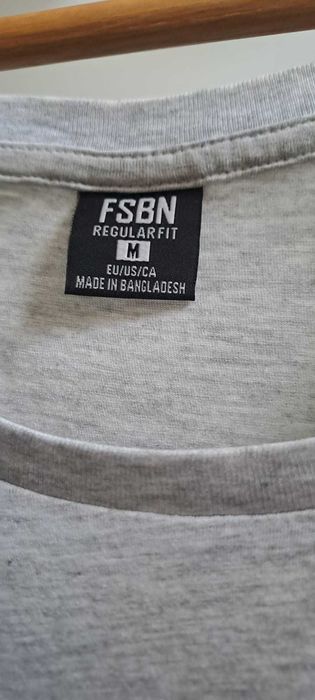 FSBN
REGULAR FIT
M
EU/US/CA
MADE IN BANGLADESH